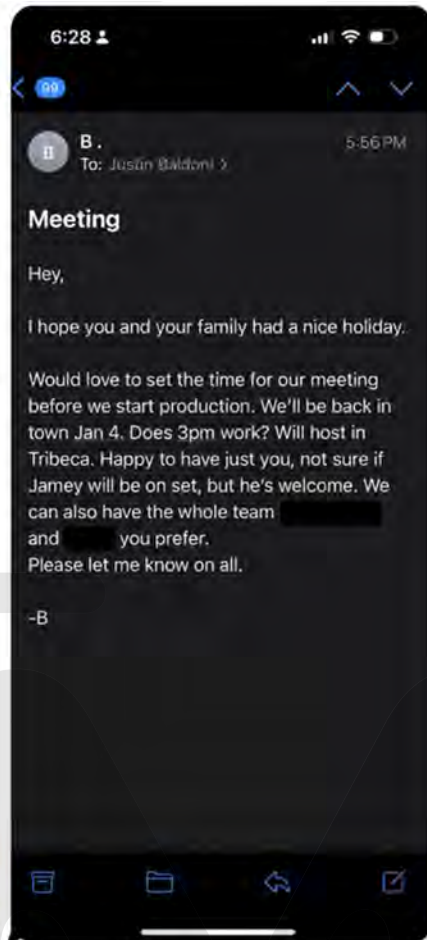 6:28
99
B
B .
5:56 PM
To: Justin Baldoni >
Meeting
Hey,
I hope you and your family had a nice holiday.
Would love to set the time for our meeting
before we start production. We'll be back in
town Jan 4. Does 3pm work? Will host in
Tribeca. Happy to have just you, not sure if
Jamey will be on set, but he's welcome. We
can also have the whole team
and you prefer.
Please let me know on all.
-B